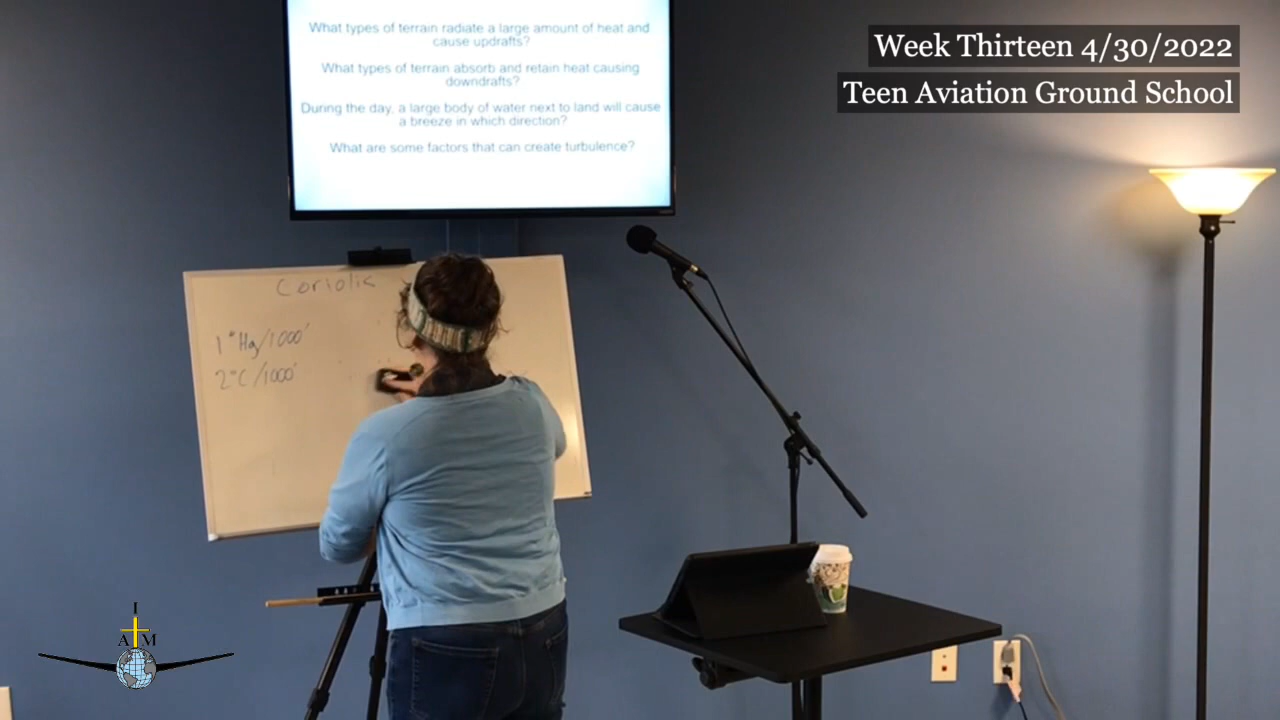 What types of terrain radiate a large amount of heat and
cause updrafts?
What types of terrain absorb and retain heat causing
downdrafts?
During the day, a large body of water next to land will cause
a breeze in which direction?
What are some factors that can create turbulence?
Week Thirteen 4/30/2022
Teen Aviation Ground School
Coriolis
1"Hg/1000'
2°C/1000'
I
A M